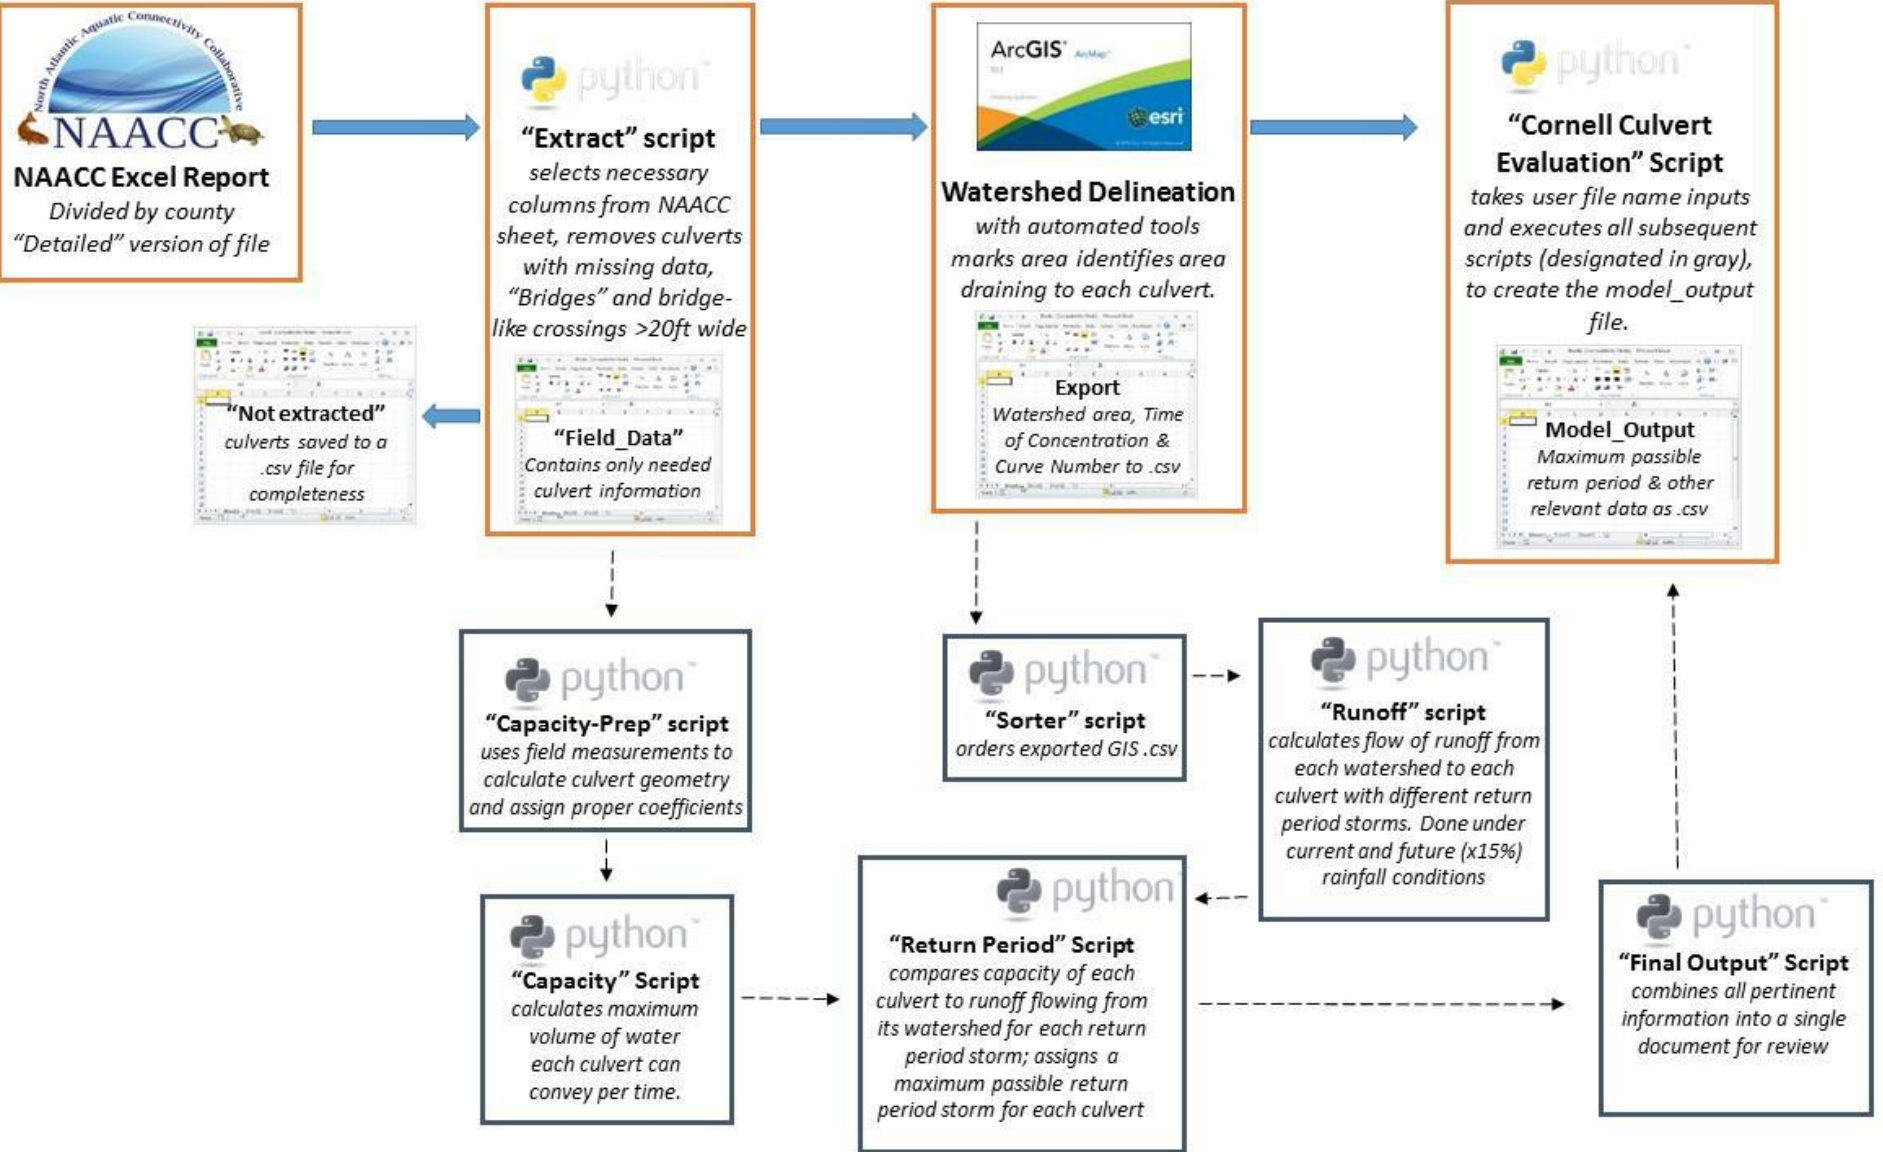 North Atlantic Aquatic Connectivity Collaborative
NAACC
NAACC Excel Report
Divided by county
“Detailed” version of file
python™
“Extract” script
selects necessary
columns from NAACC
sheet, removes culverts
with missing data,
“Bridges” and bridge-
like crossings >20ft wide
“Field_Data”
Contains only needed
culvert information
“Not extracted”
culverts saved to a
.csv file for
completeness
ArcGIS® ArcMap™
esri
Watershed Delineation
with automated tools
marks area identifies area
draining to each culvert.
Export
Watershed area, Time
of Concentration &
Curve Number to .csv
python™
“Cornell Culvert
Evaluation” Script
takes user file name inputs
and executes all subsequent
scripts (designated in gray),
to create the model_output
file.
Model_Output
Maximum passible
return period & other
relevant data as .csv
python™
“Capacity-Prep” script
uses field measurements to
calculate culvert geometry
and assign proper coefficients
python™
“Sorter” script
orders exported GIS .csv
python™
“Runoff” script
calculates flow of runoff from
each watershed to each
culvert with different return
period storms. Done under
current and future (x15%)
rainfall conditions
python™
“Capacity” Script
calculates maximum
volume of water
each culvert can
convey per time.
python
“Return Period” Script
compares capacity of each
culvert to runoff flowing from
its watershed for each return
period storm; assigns a
maximum passible return
period storm for each culvert
python™
“Final Output” Script
combines all pertinent
information into a single
document for review